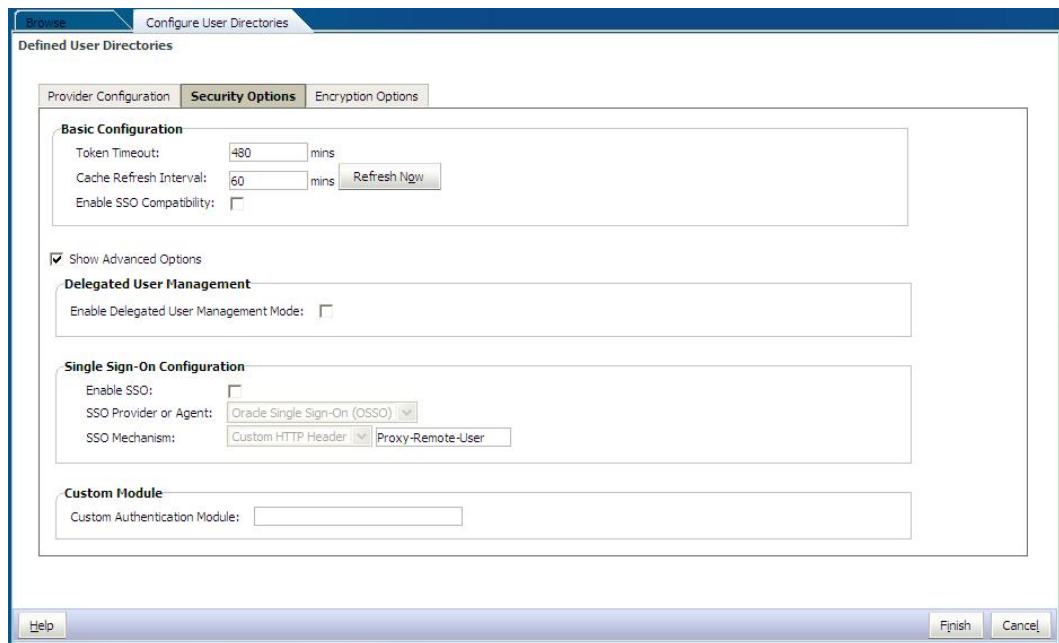 Browse Configure User Directories
Defined User Directories
Provider Configuration Security Options Encryption Options
Basic Configuration
Token Timeout: 480 mins
Cache Refresh Interval: 60 mins Refresh Now
Enable SSO Compatibility:
Show Advanced Options
Delegated User Management
Enable Delegated User Management Mode:
Single Sign-On Configuration
Enable SSO:
SSO Provider or Agent: Oracle Single Sign-On (OSSO)
SSO Mechanism: Custom HTTP Header Proxy-Remote-User
Custom Module
Custom Authentication Module:
Help Finish Cancel